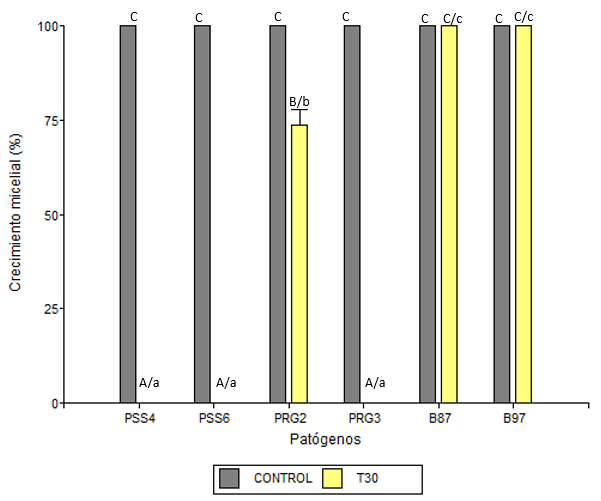 C C C C C C/c C C/c
100
B/b
75
Crecimiento micelial (%)
50
25
A/a A/a A/a
0
PSS4 PSS6 PRG2 PRG3 B87 B97
Patógenos
CONTROL T30